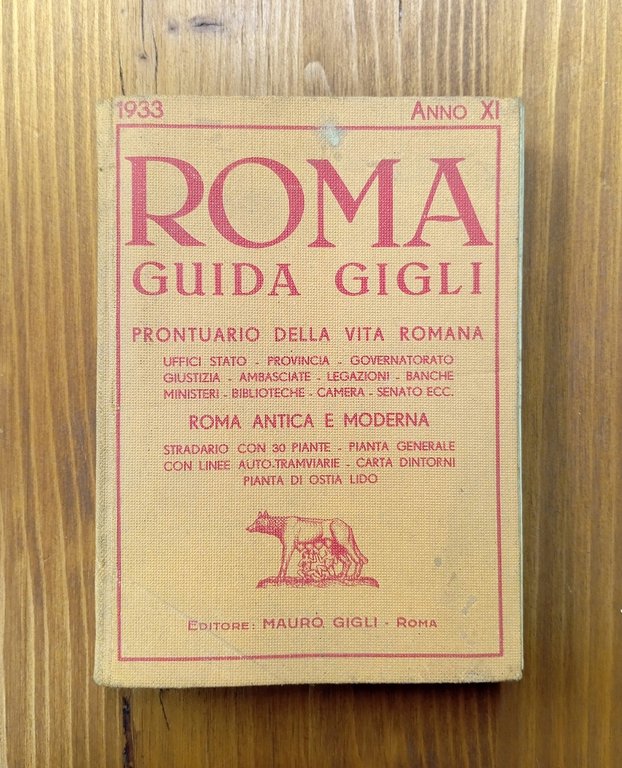 1933 ANNO XI
ROMA
GUIDA GIGLI
PRONTUARIO DELLA VITA ROMANA
UFFICI STATO - PROVINCIA - GOVERNATORATO
GIUSTIZIA - AMBASCIATE - LEGAZIONI - BANCHE
MINISTERI - BIBLIOTECHE - CAMERA - SENATO ECC.
ROMA ANTICA E MODERNA
STRADARIO CON 30 PIANTE - PIANTA GENERALE
CON LINEE AUTO-TRAMVIARIE - CARTA DINTORNI
PIANTA DI OSTIA LIDO
EDITORE: MAURO GIGLI - ROMA